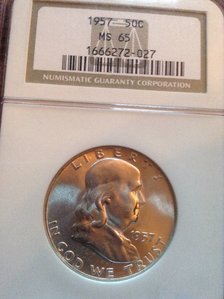 1957 50C
MS 65
1666272-027
NUMISMATIC GUARANTY CORPORATION
LIBERTY
1957
IN GOD WE TRUST